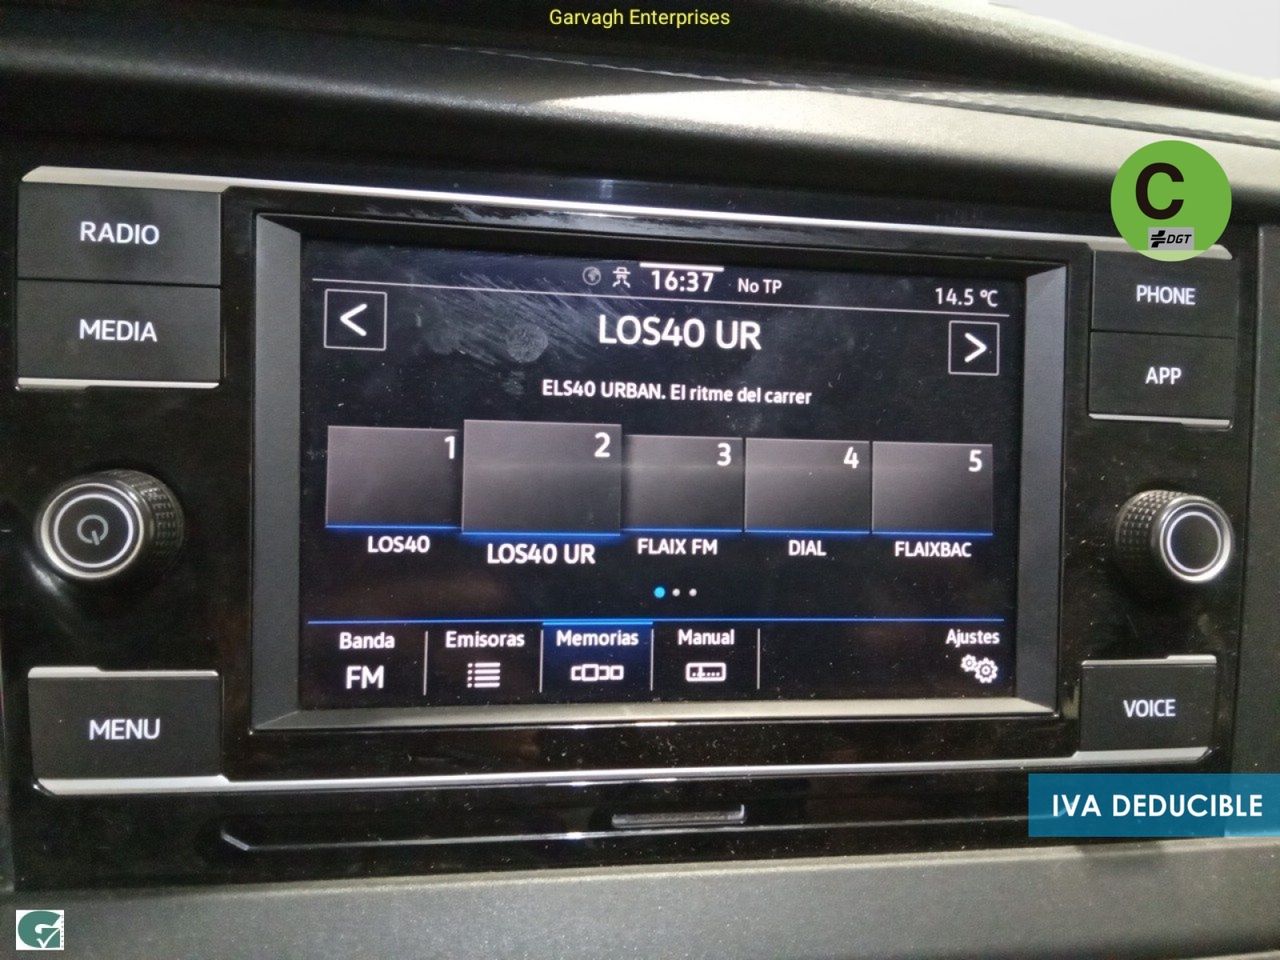 Garvagh Enterprises
C
DGT
RADIO
MEDIA
PHONE
APP
16:37 No TP
14.5 °C
<
LOS40 UR
>
ELS40 URBAN. El ritme del carrer
1
2
3
4
5
LOS40
LOS40 UR
FLAIX FM
DIAL
FLAIXBAC
Banda
FM
Emisoras
Memorias
Manual
Ajustes
MENU
VOICE
IVA DEDUCIBLE
G